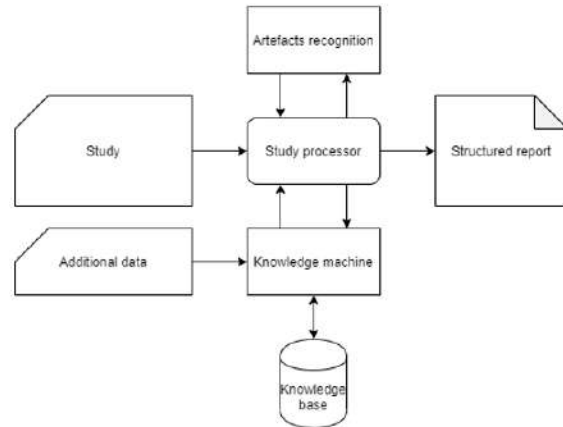 Artefacts recognition
Study
Study processor
Structured report
Additional data
Knowledge machine
Knowledge
base